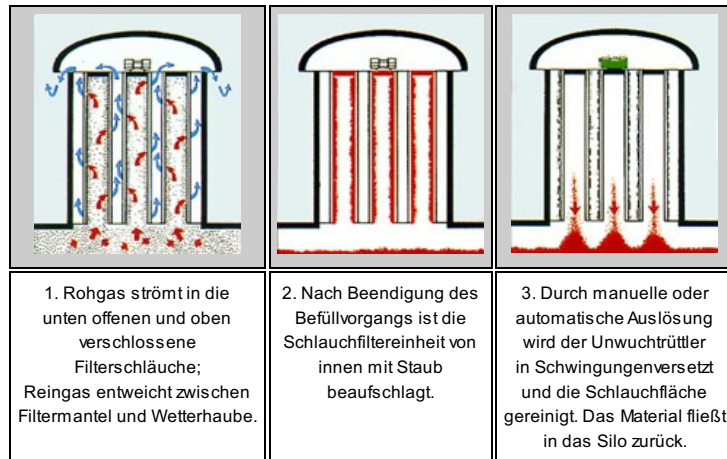 1. Rohgas strömt in die
unten offenen und oben
verschlossene
Filterschläuche;
Reingas entweicht zwischen
Filtermantel und Wetterhaube.
2. Nach Beendigung des
Befüllvorgangs ist die
Schlauchfiltereinheit von
innen mit Staub
beaufschlagt.
3. Durch manuelle oder
automatische Auslösung
wird der Unwuchtrüttler
in Schwingungenversetzt
und die Schlauchfläche
gereinigt. Das Material fließt
in das Silo zurück.